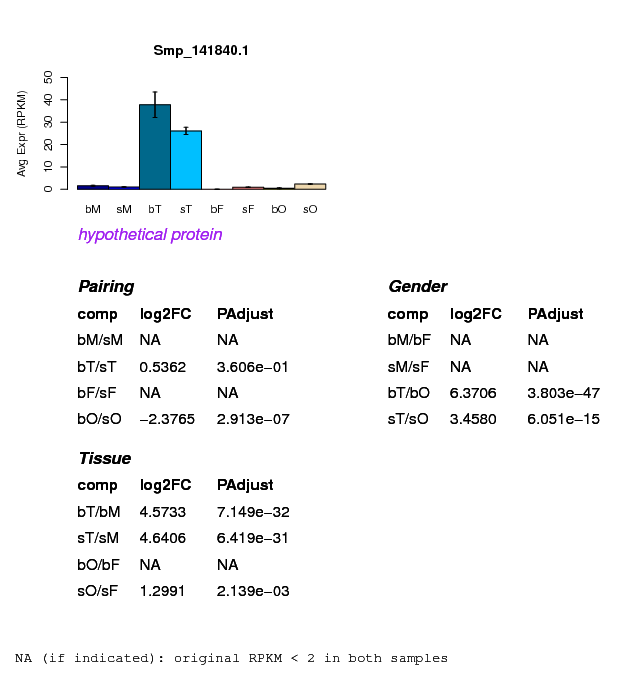 Smp_141840.1
Avg Expr (RPKM)
50
40
30
20
10
0
bM sM bT sT bF sF bO sO
hypothetical protein
Pairing
comp log2FC PAdjust
bM/sM NA NA
bT/sT 0.5362 3.606e−01
bF/sF NA NA
bO/sO −2.3765 2.913e−07
Gender
comp log2FC PAdjust
bM/bF NA NA
sM/sF NA NA
bT/bO 6.3706 3.803e−47
sT/sO 3.4580 6.051e−15
Tissue
comp log2FC PAdjust
bT/bM 4.5733 7.149e−32
sT/sM 4.6406 6.419e−31
bO/bF NA NA
sO/sF 1.2991 2.139e−03
NA (if indicated): original RPKM < 2 in both samples